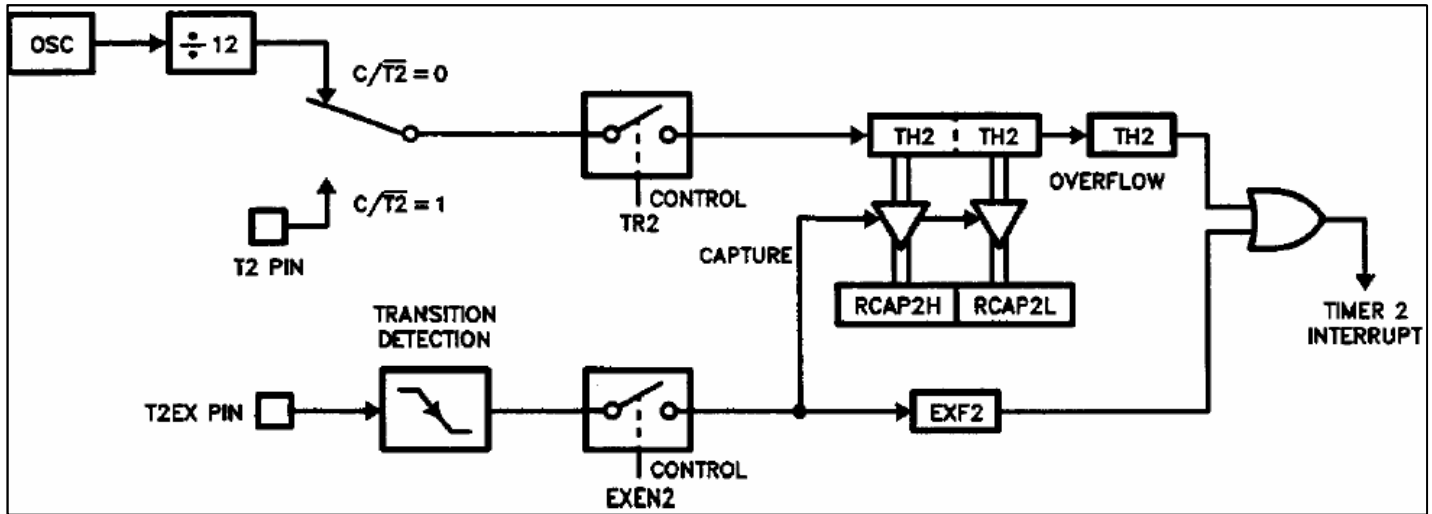 OSC
÷ 12
C/T2̅ = 0
C/T2̅ = 1
T2 PIN
CONTROL
TR2
TH2 TH2
TH2
OVERFLOW
CAPTURE
RCAP2H RCAP2L
TIMER 2
INTERRUPT
TRANSITION
DETECTION
T2EX PIN
EXF2
CONTROL
EXEN2